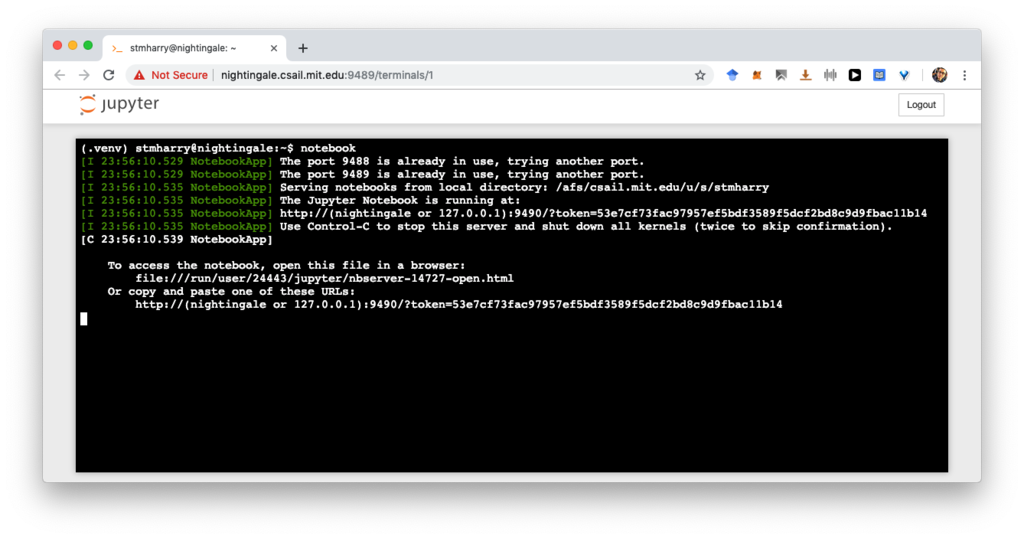 stmharry@nightingale: ~
Not Secure | nightingale.csail.mit.edu:9489/terminals/1
jupyter
Logout
(.venv) stmharry@nightingale:~$ notebook
[I 23:56:10.529 NotebookApp] The port 9488 is already in use, trying another port.
[I 23:56:10.529 NotebookApp] The port 9489 is already in use, trying another port.
[I 23:56:10.535 NotebookApp] Serving notebooks from local directory: /afs/csail.mit.edu/u/s/stmharry
[I 23:56:10.535 NotebookApp] The Jupyter Notebook is running at:
[I 23:56:10.535 NotebookApp] http://(nightingale or 127.0.0.1):9490/?token=53e7cf73fac97957ef5bdf3589f5dcf2bd8c9d9fbac11b14
[I 23:56:10.535 NotebookApp] Use Control-C to stop this server and shut down all kernels (twice to skip confirmation).
[C 23:56:10.539 NotebookApp]
To access the notebook, open this file in a browser:
file:///run/user/24443/jupyter/nbserver-14727-open.html
Or copy and paste one of these URLs:
http://(nightingale or 127.0.0.1):9490/?token=53e7cf73fac97957ef5bdf3589f5dcf2bd8c9d9fbac11b14